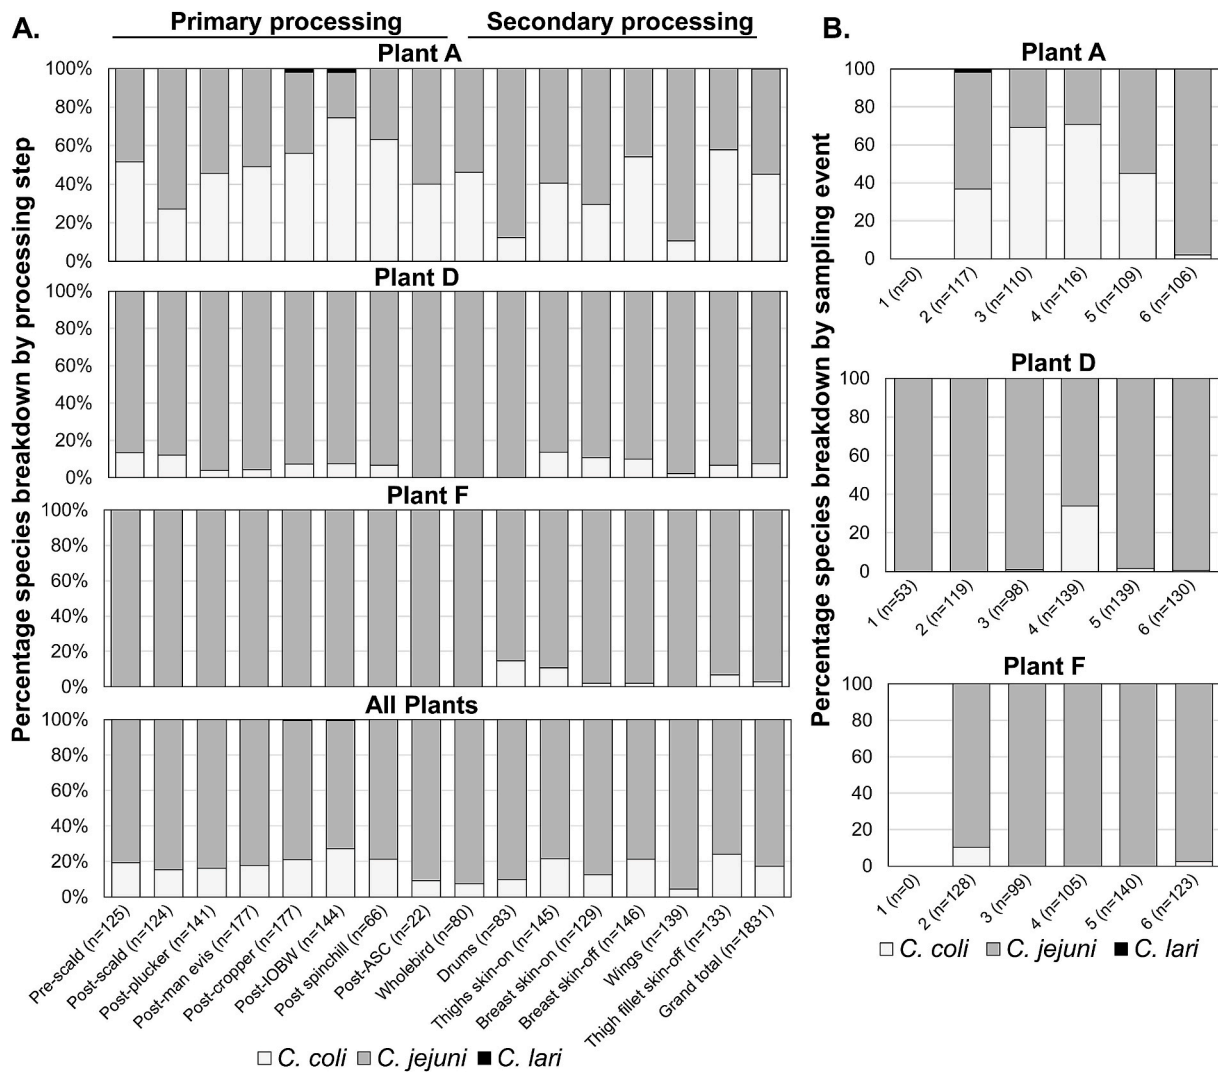 A.
Primary processing
Secondary processing
Percentage species breakdown by processing step
Plant A
100%
80%
60%
40%
20%
0%
Plant D
100%
80%
60%
40%
20%
0%
Plant F
100%
80%
60%
40%
20%
0%
All Plants
100%
80%
60%
40%
20%
0%
Pre-scald (n=125)
Post-scald (n=124)
Post-plucker (n=141)
Post-man evis (n=177)
Post-cropper (n=177)
Post-IOBW (n=144)
Post spinchill (n=66)
Post-ASC (n=22)
Wholebird (n=80)
Drums (n=83)
Thighs skin-on (n=145)
Breast skin-on (n=129)
Breast skin-off (n=146)
Wings (n=139)
Thigh fillet skin-off (n=133)
Grand total (n=1831)
C. coli C. jejuni C. lari
B.
Percentage species breakdown by sampling event
Plant A
100
80
60
40
20
0
1 (n=0)
2 (n=117)
3 (n=110)
4 (n=116)
5 (n=109)
6 (n=106)
Plant D
100
80
60
40
20
0
1 (n=53)
2 (n=119)
3 (n=98)
4 (n=139)
5 (n139)
6 (n=130)
Plant F
100
80
60
40
20
0
1 (n=0)
2 (n=128)
3 (n=99)
4 (n=105)
5 (n=140)
6 (n=123)
C. coli C. jejuni C. lari